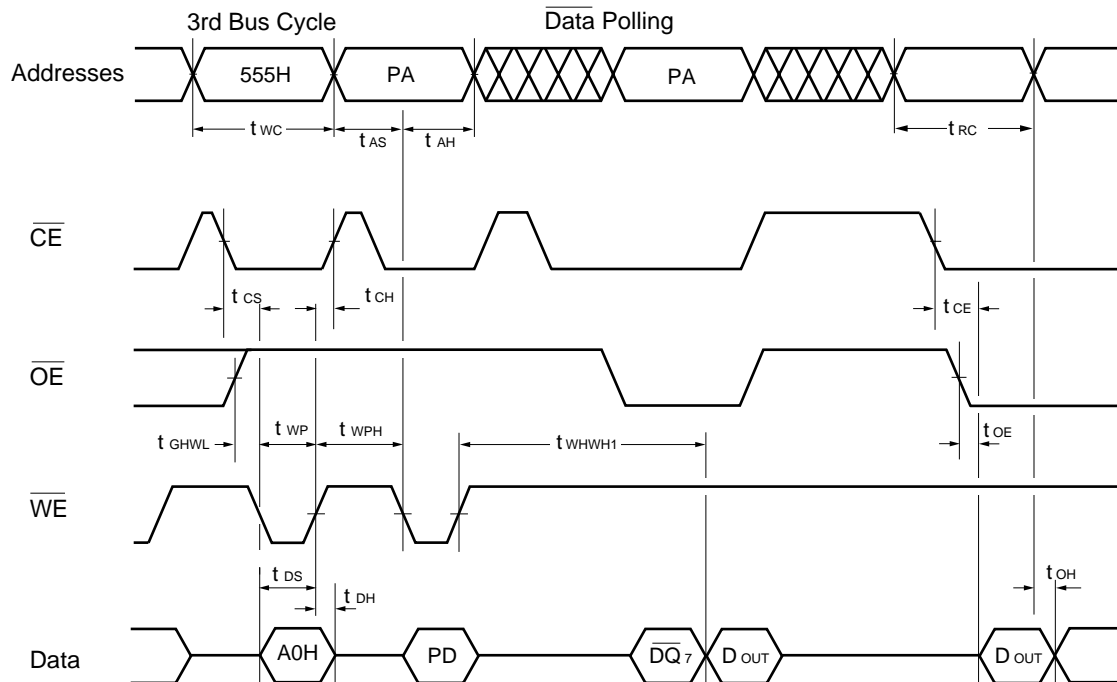 3rd Bus Cycle Data Polling
Addresses 555H PA PA
t WC t AS t AH t RC
CE
t CS t CH t CE
OE
t GHWL t WP t WPH t WHWH1 t OE
WE
t DS t DH t OH
Data A0H PD DQ 7 D OUT D OUT